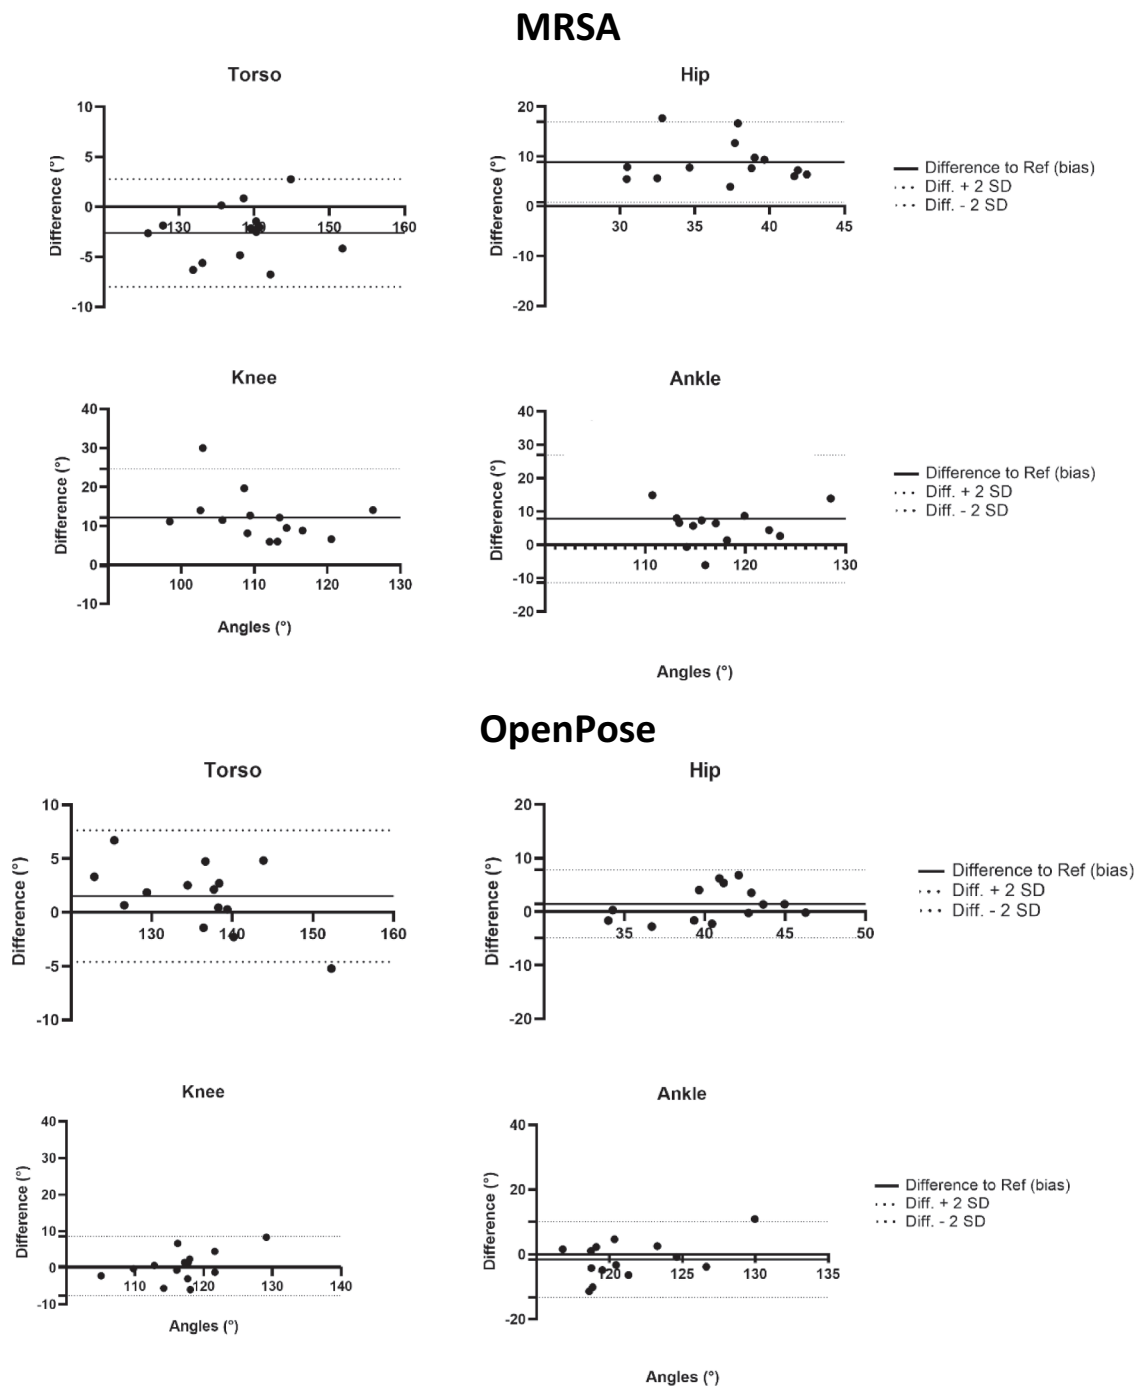 MRSA
Torso
Hip
10
5
0
-5
-10
Difference (°)
130
150
160
20
10
0
-10
-20
Difference (°)
30
35
40
45
Difference to Ref (bias)
Diff. + 2 SD
Diff. - 2 SD
Knee
Ankle
40
30
20
10
0
-10
Difference (°)
100
110
120
130
Angles (°)
40
30
20
10
0
-10
-20
Difference (°)
110
120
130
Angles (°)
Difference to Ref (bias)
Diff. + 2 SD
Diff. - 2 SD
OpenPose
Torso
Hip
10
5
0
-5
-10
Difference (°)
130
140
150
160
20
10
0
-10
-20
Difference (°)
35
40
45
50
Difference to Ref (bias)
Diff. + 2 SD
Diff. - 2 SD
Knee
Ankle
40
30
20
10
0
-10
Difference (°)
110
120
130
140
Angles (°)
40
20
0
-20
Difference (°)
120
125
130
135
Angles (°)
Difference to Ref (bias)
Diff. + 2 SD
Diff. - 2 SD